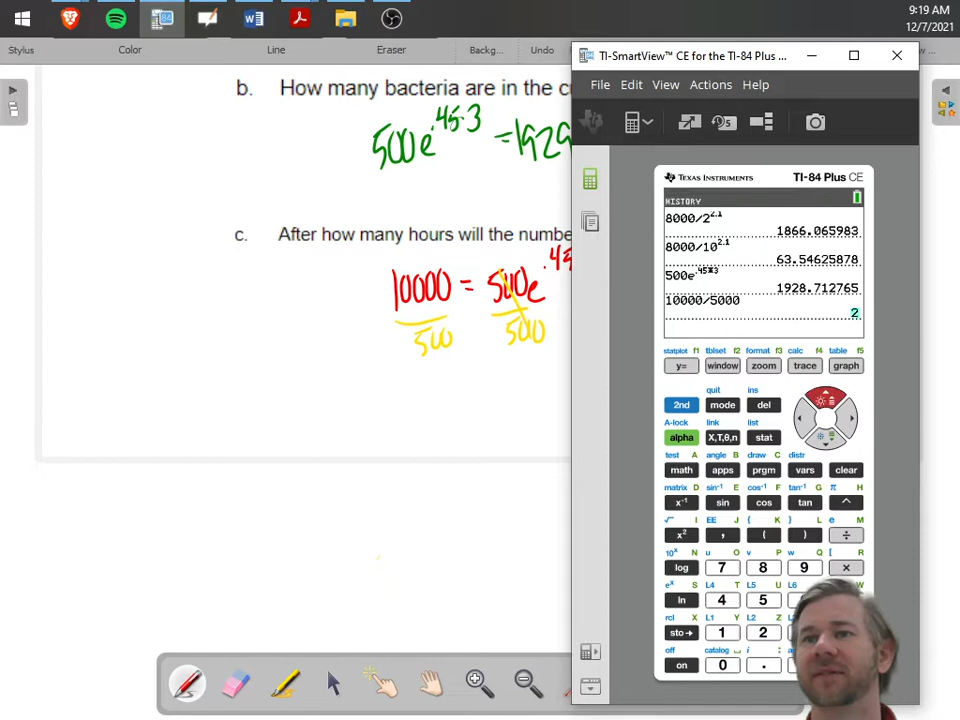 9:19 AM
12/7/2021
Stylus Color Line Eraser Backg... Undo
TI-SmartView™ CE for the TI-84 Plus ...
File Edit View Actions Help
b. How many bacteria are in the c
500e^.45·3 = 1929
c. After how many hours will the numbe
10000 = 500e^.45
500 500
TEXAS INSTRUMENTS TI-84 Plus CE
HISTORY
8000/2^2.1
1866.065983
8000/10^2.1
63.54625878
500e^.45*3
1928.712765
10000/5000
2
statplot f1 tblset f2 format f3 calc f4 table f5
y= window zoom trace graph
quit ins
2nd mode del
A-lock link list
alpha X,T,θ,n stat
test A angle B draw C distr
math apps prgm vars clear
matrix D sin⁻¹ E cos⁻¹ F tan⁻¹ G π H
x⁻¹ sin cos tan ^
√ I EE J { K } L e M
x² , ( ) ÷
10ˣ N u O v P w Q [ R
log 7 8 9 ×
eˣ S L4 T L5 U L6
ln 4 5
rcl X L1 Y L2 Z
sto→ 1 2
off catalog i :
on 0 .